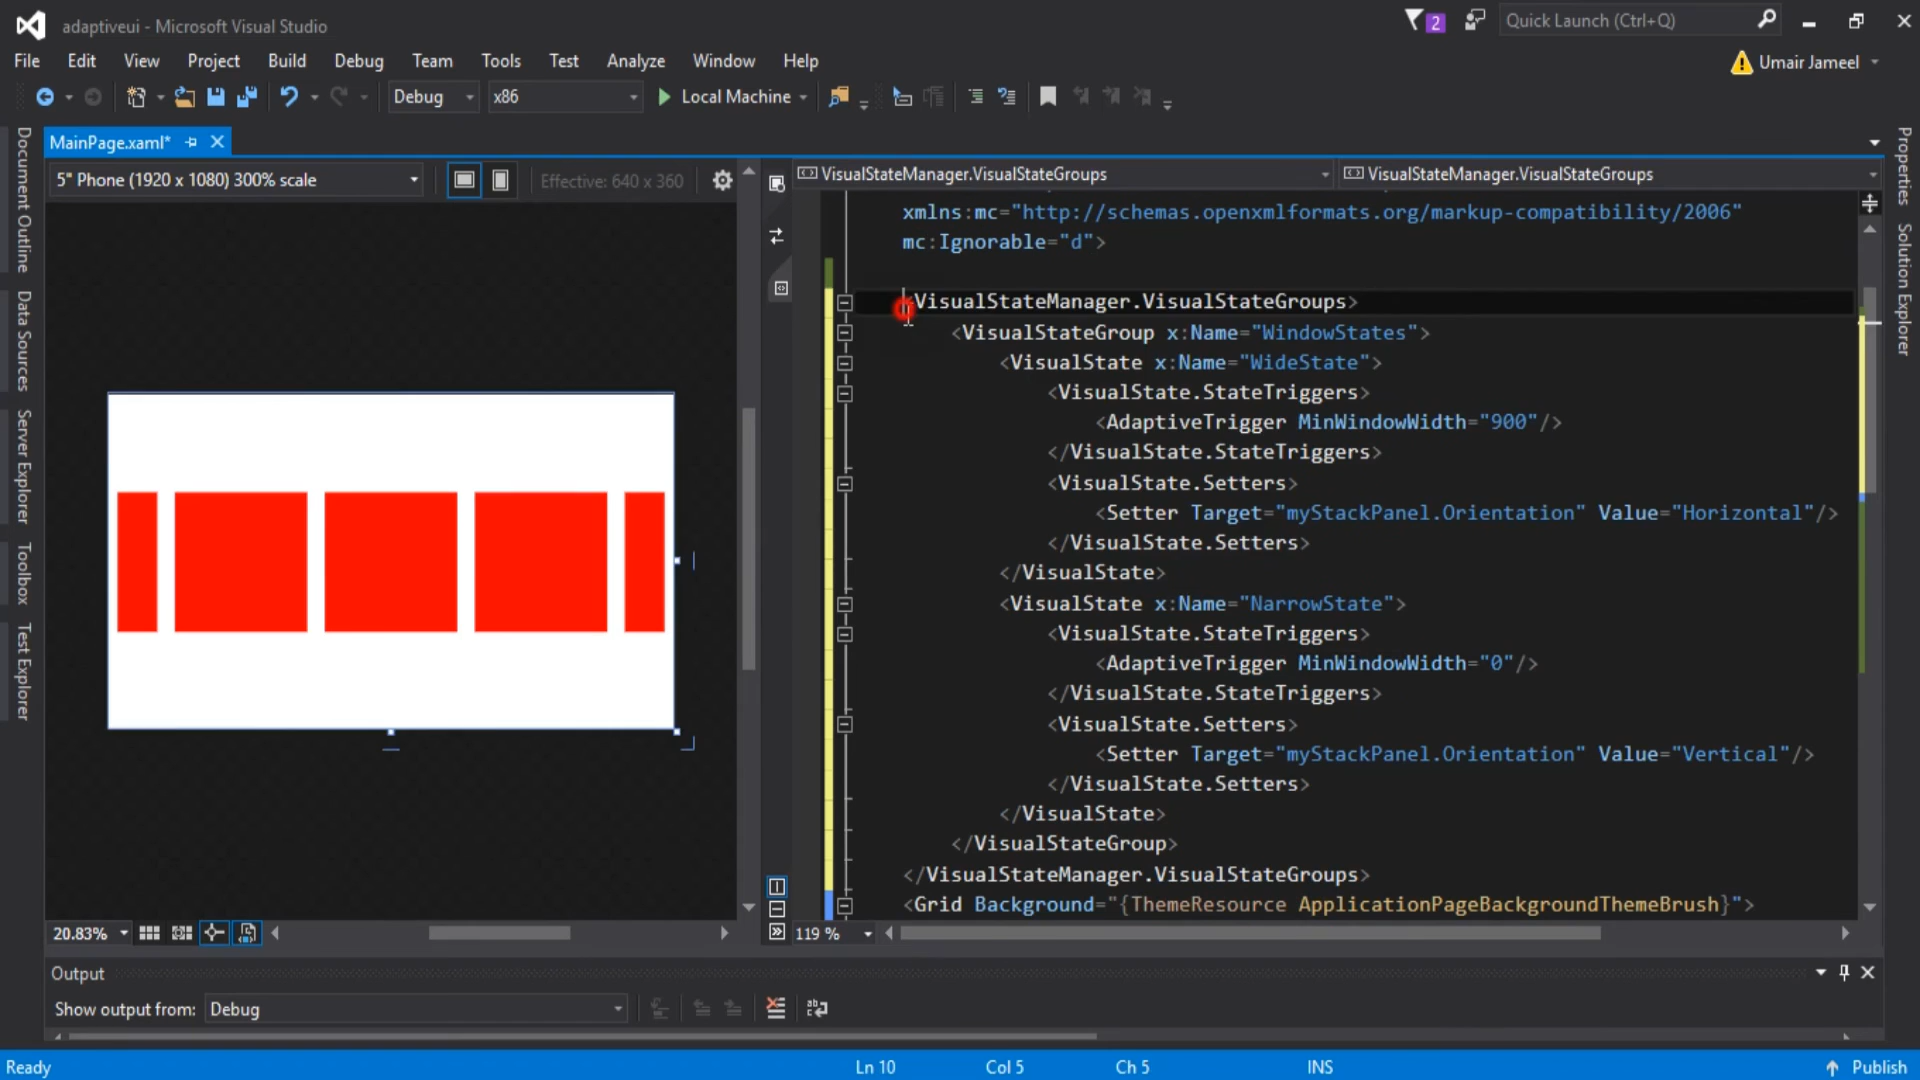 adaptiveui - Microsoft Visual Studio
2
Quick Launch (Ctrl+Q)
File Edit View Project Build Debug Team Tools Test Analyze Window Help
Umair Jameel
Debug x86 Local Machine
MainPage.xaml*
5" Phone (1920 x 1080) 300% scale
Effective: 640 x 360
VisualStateManager.VisualStateGroups
VisualStateManager.VisualStateGroups
Document Outline
Data Sources
Server Explorer
Toolbox
Test Explorer
Properties
Solution Explorer
xmlns:mc="http://schemas.openxmlformats.org/markup-compatibility/2006"
mc:Ignorable="d">
VisualStateManager.VisualStateGroups>
<VisualStateGroup x:Name="WindowStates">
<VisualState x:Name="WideState">
<VisualState.StateTriggers>
<AdaptiveTrigger MinWindowWidth="900"/>
</VisualState.StateTriggers>
<VisualState.Setters>
<Setter Target="myStackPanel.Orientation" Value="Horizontal"/>
</VisualState.Setters>
</VisualState>
<VisualState x:Name="NarrowState">
<VisualState.StateTriggers>
<AdaptiveTrigger MinWindowWidth="0"/>
</VisualState.StateTriggers>
<VisualState.Setters>
<Setter Target="myStackPanel.Orientation" Value="Vertical"/>
</VisualState.Setters>
</VisualState>
</VisualStateGroup>
</VisualStateManager.VisualStateGroups>
<Grid Background="{ThemeResource ApplicationPageBackgroundThemeBrush}">
20.83%
119 %
Output
Show output from: Debug
Ready
Ln 10 Col 5 Ch 5 INS
Publish